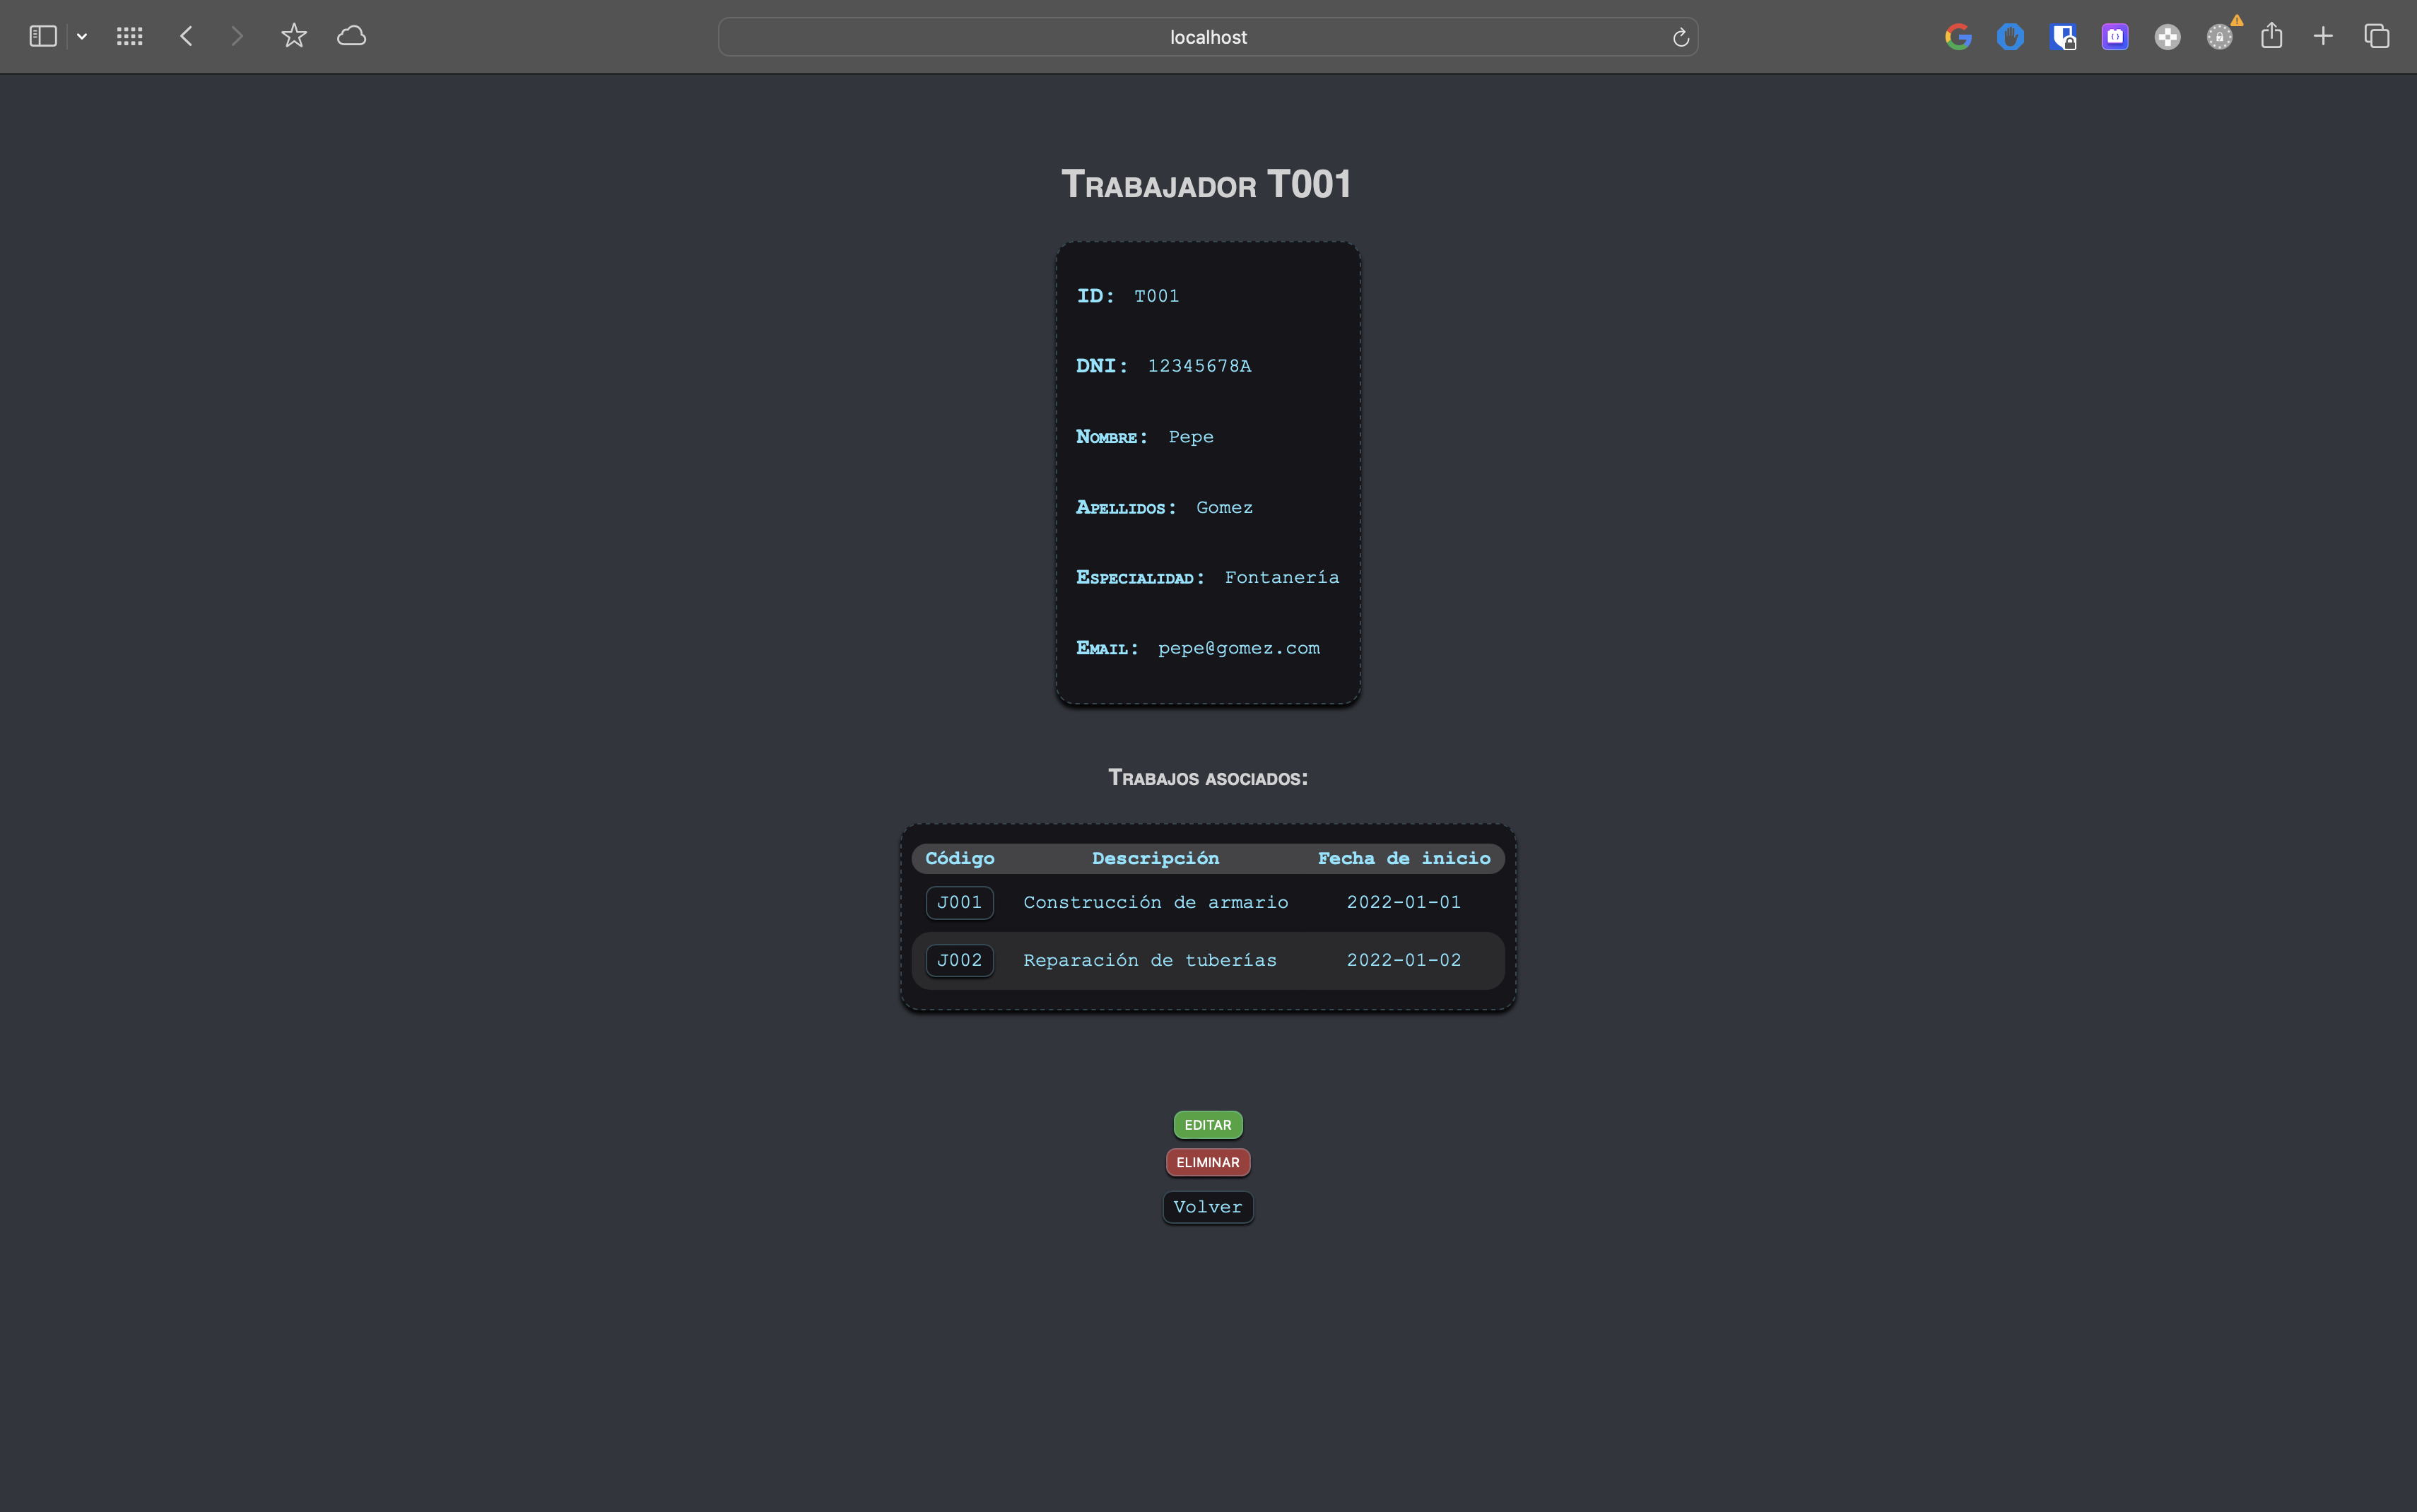 localhost
Trabajador T001
ID: T001
DNI: 12345678A
Nombre: Pepe
Apellidos: Gomez
Especialidad: Fontanería
Email: pepe@gomez.com
Trabajos asociados:
Código Descripción Fecha de inicio
J001 Construcción de armario 2022-01-01
J002 Reparación de tuberías 2022-01-02
EDITAR
ELIMINAR
Volver